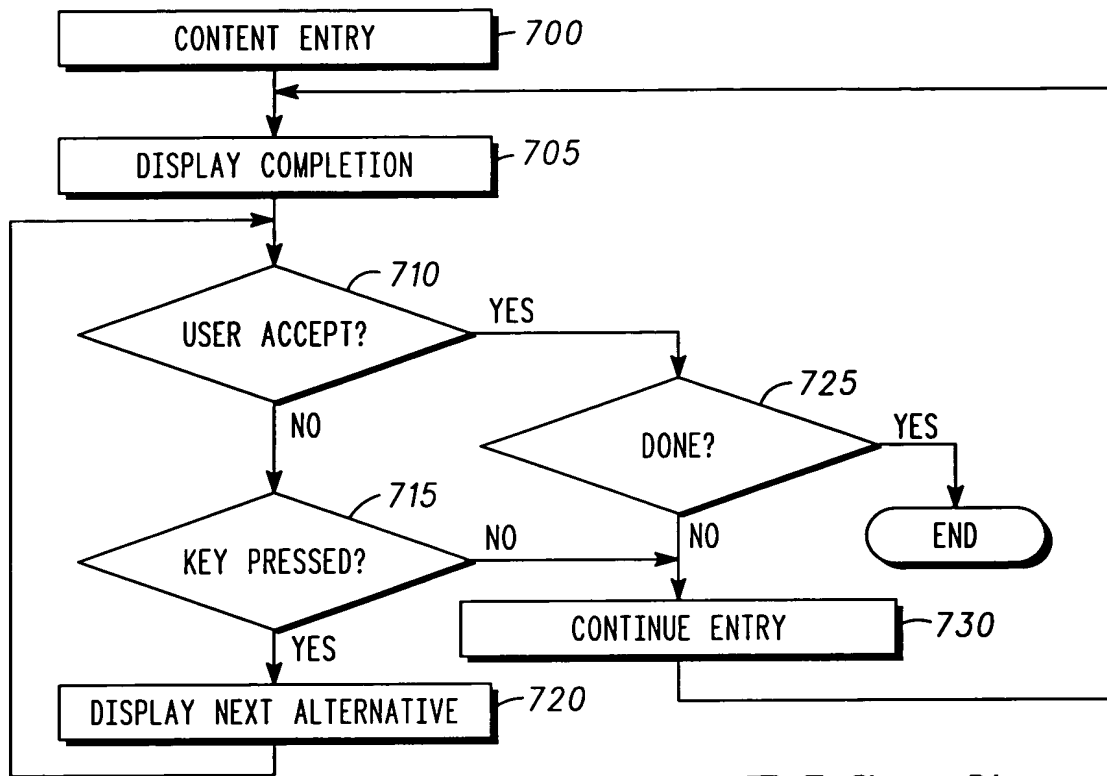 CONTENT ENTRY
700
DISPLAY COMPLETION
705
710
USER ACCEPT?
YES
NO
725
DONE?
YES
NO
END
715
KEY PRESSED?
NO
YES
CONTINUE ENTRY
730
DISPLAY NEXT ALTERNATIVE
720